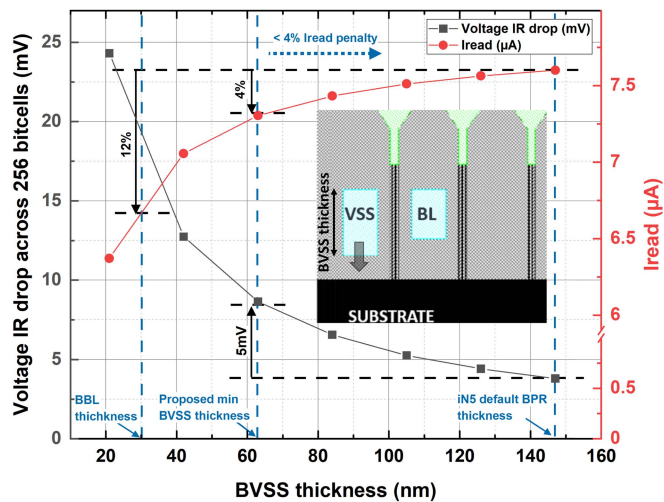 < 4% Iread penalty
Voltage IR drop (mV)
Iread (µA)
25
20
15
10
5
0
Voltage IR drop across 256 bitcells (mV)
12%
4%
5mV
BVSS thickness
VSS
BL
SUBSTRATE
BBL
thichkness
Proposed min
BVSS thickness
iN5 default BPR
thickness
7.5
7
6.5
6
0.5
0
Iread (µA)
20
40
60
80
100
120
140
160
BVSS thickness (nm)